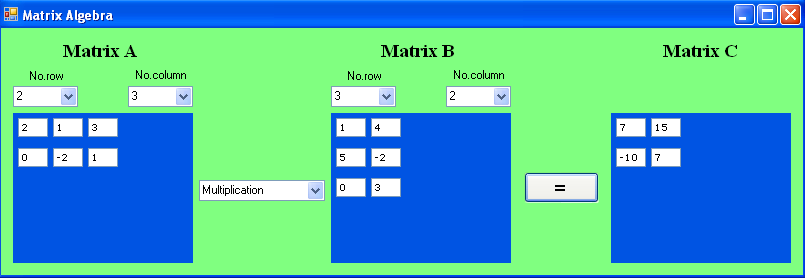 Matrix Algebra
Matrix A Matrix B Matrix C
No.row No.column No.row No.column
2 3 3 2
2 1 3 1 4 7 15
0 -2 1 5 -2 -10 7
Multiplication 0 3 =